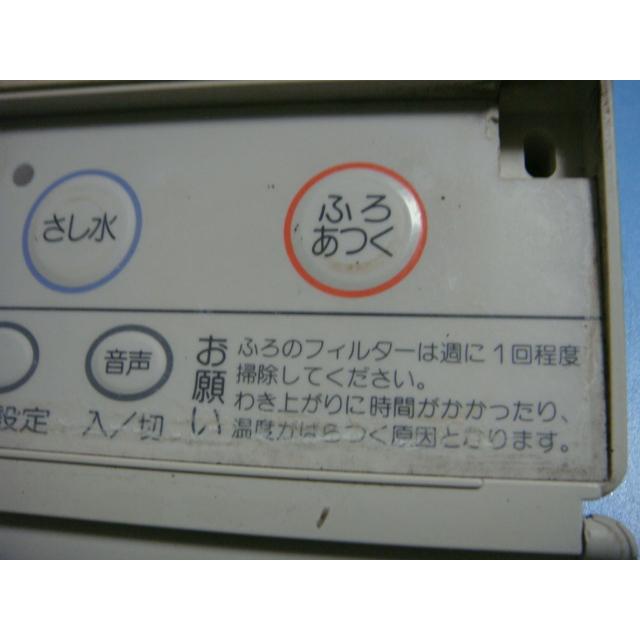 さし水
ふろ
あつく
音声
入／切
設定
お願い
ふろのフィルターは週に1回程度
掃除してください。
わき上がりに時間がかかったり、
温度がばらつく原因となります。